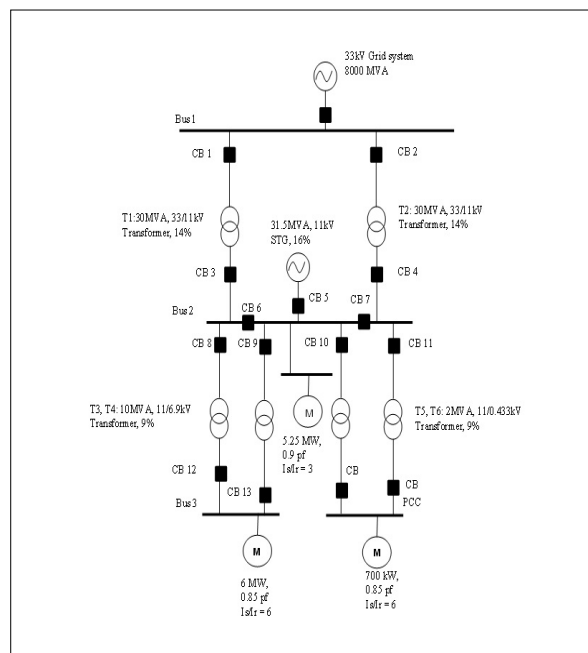 33kV Grid system
8000 MVA
Bus 1
CB 1
CB 2
T1:30MVA, 33/11kV
Transformer, 14%
31.5MVA, 11kV
STG, 16%
T2: 30MVA, 33/11kV
Transformer, 14%
CB 3
CB 4
CB 5
CB 6
CB 7
Bus2
CB 8
CB 9
CB 10
CB 11
T3, T4: 10MVA, 11/6.9kV
Transformer, 9%
M
5.25 MW,
0.9 pf
Is/Ir = 3
T5, T6: 2MVA, 11/0.433kV
Transformer, 9%
CB 12
CB 13
CB
CB
Bus3
PCC
M
M
6 MW,
0.85 pf
Is/Ir = 6
700 kW,
0.85 pf
Is/Ir = 6